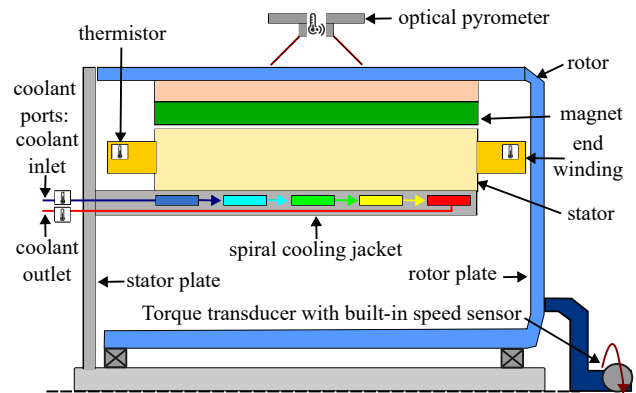 optical pyrometer
thermistor
rotor
coolant
ports:
coolant
inlet
magnet
end
winding
stator
coolant
outlet
spiral cooling jacket
stator plate
rotor plate
Torque transducer with built-in speed sensor